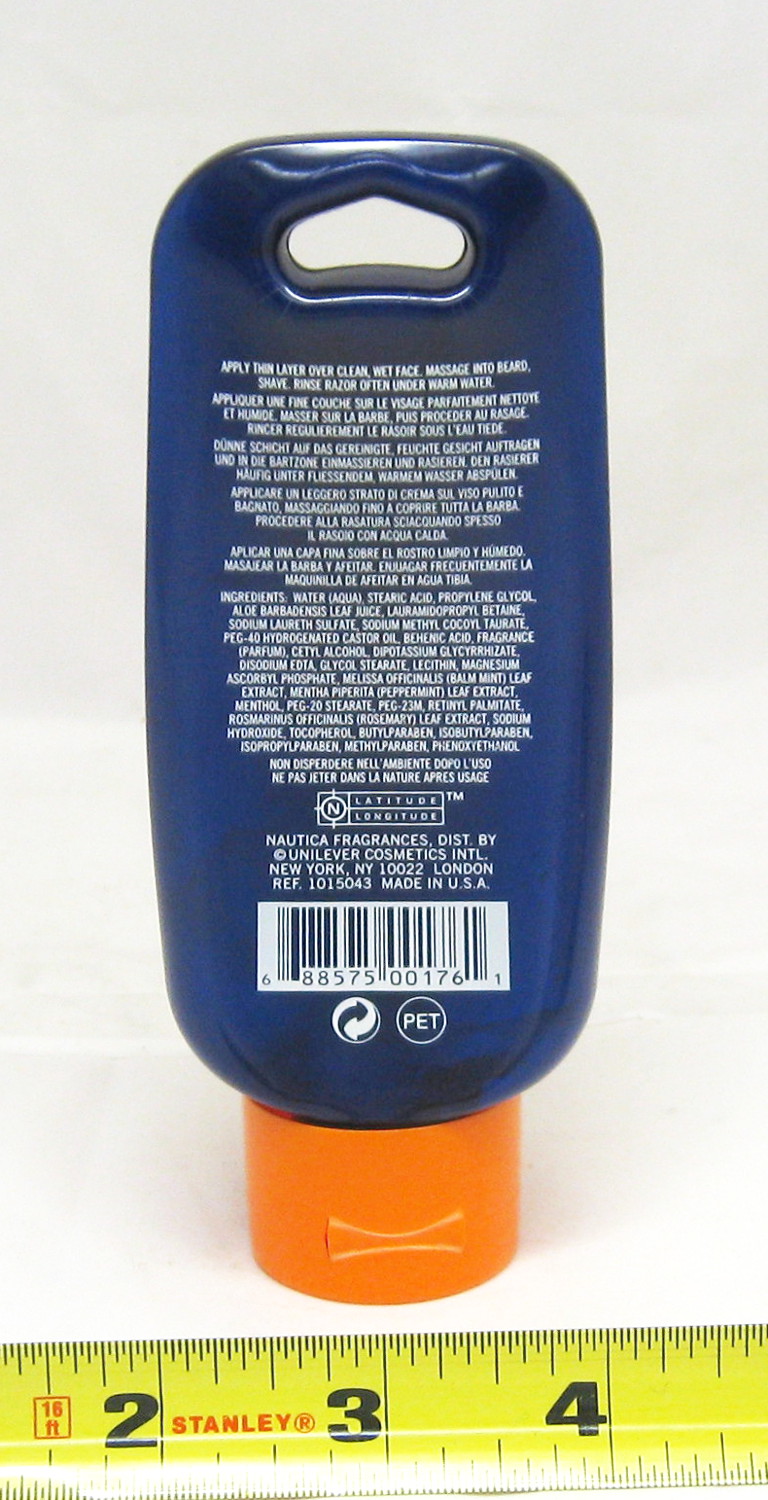 APPLY THIN LAYER OVER CLEAN, WET FACE. MASSAGE INTO BEARD,
SHAVE. RINSE RAZOR OFTEN UNDER WARM WATER.
APPLIQUER UNE FINE COUCHE SUR LE VISAGE PARFAITEMENT NETTOYE
ET HUMIDE. MASSER SUR LA BARBE, PUIS PROCEDER AU RASAGE.
RINCER REGULIEREMENT LE RASOIR SOUS L'EAU TIEDE.
DÜNNE SCHICHT AUF DAS GEREINIGTE, FEUCHTE GESICHT AUFTRAGEN
UND IN DIE BARTZONE EINMASSIEREN UND RASIEREN. DEN RASIERER
HÄUFIG UNTER FLIESSENDEM, WARMEM WASSER ABSPÜLEN.
APPLICARE UN LEGGERO STRATO DI CREMA SUL VISO PULITO E
BAGNATO, MASSAGGIANDO FINO A COPRIRE TUTTA LA BARBA.
PROCEDERE ALLA RASATURA SCIACQUANDO SPESSO
IL RASOIO CON ACQUA CALDA.
APLICAR UNA CAPA FINA SOBRE EL ROSTRO LIMPIO Y HÚMEDO.
MASAJEAR LA BARBA Y AFEITAR. ENJUAGAR FRECUENTEMENTE LA
MAQUINILLA DE AFEITAR EN AGUA TIBIA.
INGREDIENTS: WATER (AQUA), STEARIC ACID, PROPYLENE GLYCOL,
ALOE BARBADENSIS LEAF JUICE, LAURAMIDOPROPYL BETAINE,
SODIUM LAURETH SULFATE, SODIUM METHYL COCOYL TAURATE,
PEG-40 HYDROGENATED CASTOR OIL, BEHENIC ACID, FRAGRANCE
(PARFUM), CETYL ALCOHOL, DIPOTASSIUM GLYCYRRHIZATE,
DISODIUM EDTA, GLYCOL STEARATE, LECITHIN, MAGNESIUM
ASCORBYL PHOSPHATE, MELISSA OFFICINALIS (BALM MINT) LEAF
EXTRACT, MENTHA PIPERITA (PEPPERMINT) LEAF EXTRACT,
MENTHOL, PEG-20 STEARATE, PEG-23M, RETINYL PALMITATE,
ROSMARINUS OFFICINALIS (ROSEMARY) LEAF EXTRACT, SODIUM
HYDROXIDE, TOCOPHEROL, BUTYLPARABEN, ISOBUTYLPARABEN,
ISOPROPYLPARABEN, METHYLPARABEN, PHENOXYETHANOL
NON DISPERDERE NELL'AMBIENTE DOPO L'USO
NE PAS JETER DANS LA NATURE APRES USAGE
N LATITUDE ™
LONGITUDE
NAUTICA FRAGRANCES, DIST. BY
© UNILEVER COSMETICS INTL.
NEW YORK, NY 10022 LONDON
REF. 1015043 MADE IN U.S.A.
6 88575 00176 1
PET
16
ft
2 STANLEY® 3 4